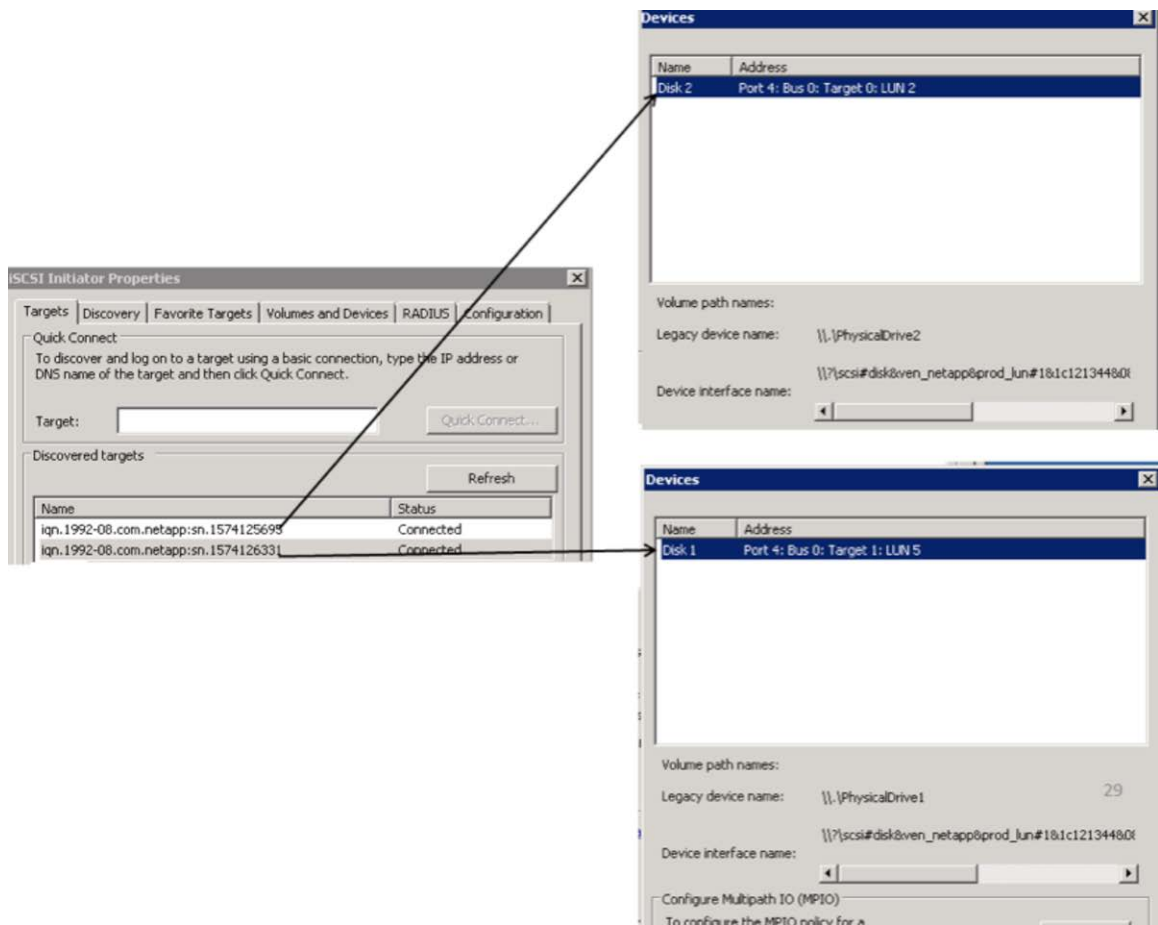 iSCSI Initiator Properties
Targets Discovery Favorite Targets Volumes and Devices RADIUS Configuration
Quick Connect
To discover and log on to a target using a basic connection, type the IP address or
DNS name of the target and then click Quick Connect.
Target:
Quick Connect...
Discovered targets
Refresh
Name Status
iqn.1992-08.com.netapp:sn.1574125695 Connected
iqn.1992-08.com.netapp:sn.1574126331 Connected
Devices
Name Address
Disk 2 Port 4: Bus 0: Target 0: LUN 2
Volume path names:
Legacy device name: \\.\PhysicalDrive2
\\?\scsi#disk&ven_netapp&prod_lun#1&1c121344&0&
Device interface name:
Devices
Name Address
Disk 1 Port 4: Bus 0: Target 1: LUN 5
Volume path names:
Legacy device name: \\.\PhysicalDrive1
29
\\?\scsi#disk&ven_netapp&prod_lun#1&1c121344&0&
Device interface name:
Configure Multipath IO (MPIO)
To configure the MPIO policy for a